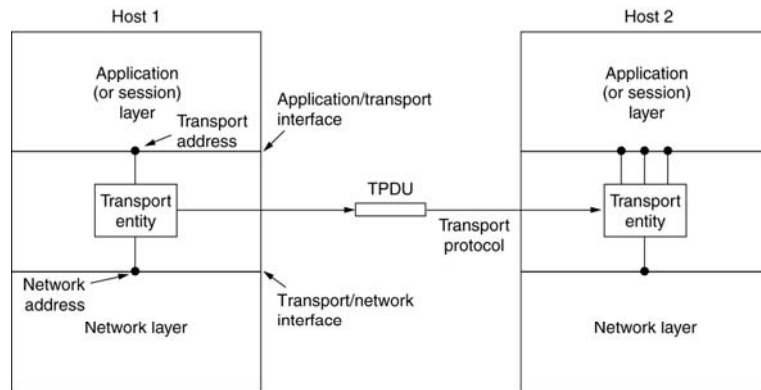 Host 1
Host 2
Application
(or session)
layer
Transport
address
Application/transport
interface
Application
(or session)
layer
Transport
entity
TPDU
Transport
protocol
Transport
entity
Network
address
Transport/network
interface
Network layer
Network layer